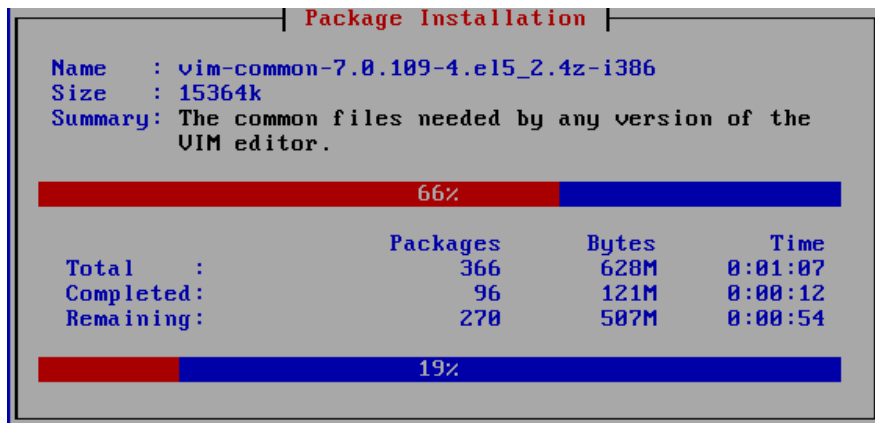 Package Installation
Name : vim-common-7.0.109-4.el5_2.4z-i386
Size : 15364k
Summary: The common files needed by any version of the
VIM editor.
66%
Packages Bytes Time
Total : 366 628M 0:01:07
Completed: 96 121M 0:00:12
Remaining: 270 507M 0:00:54
19%